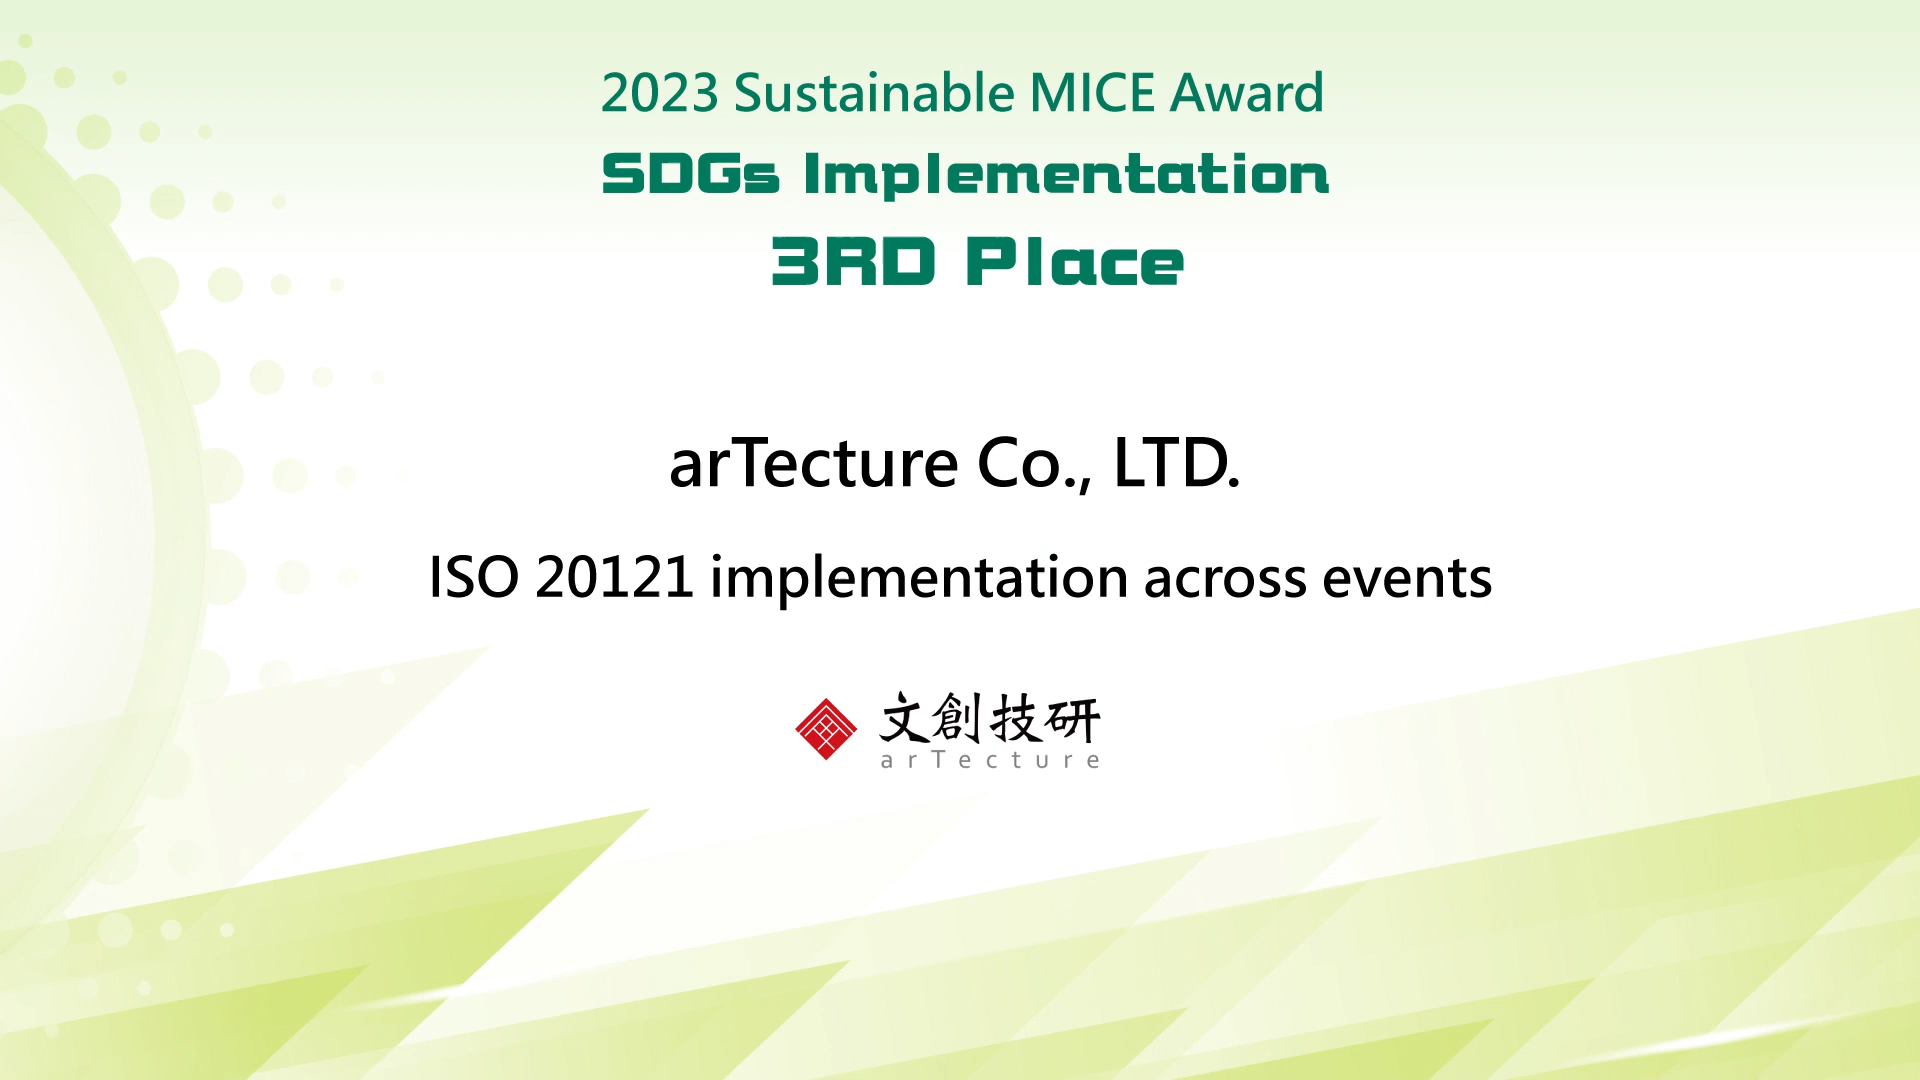 2023 Sustainable MICE Award
SDGs Implementation
3RD Place
arTecture Co., LTD.
ISO 20121 implementation across events
文創技研
arTecture